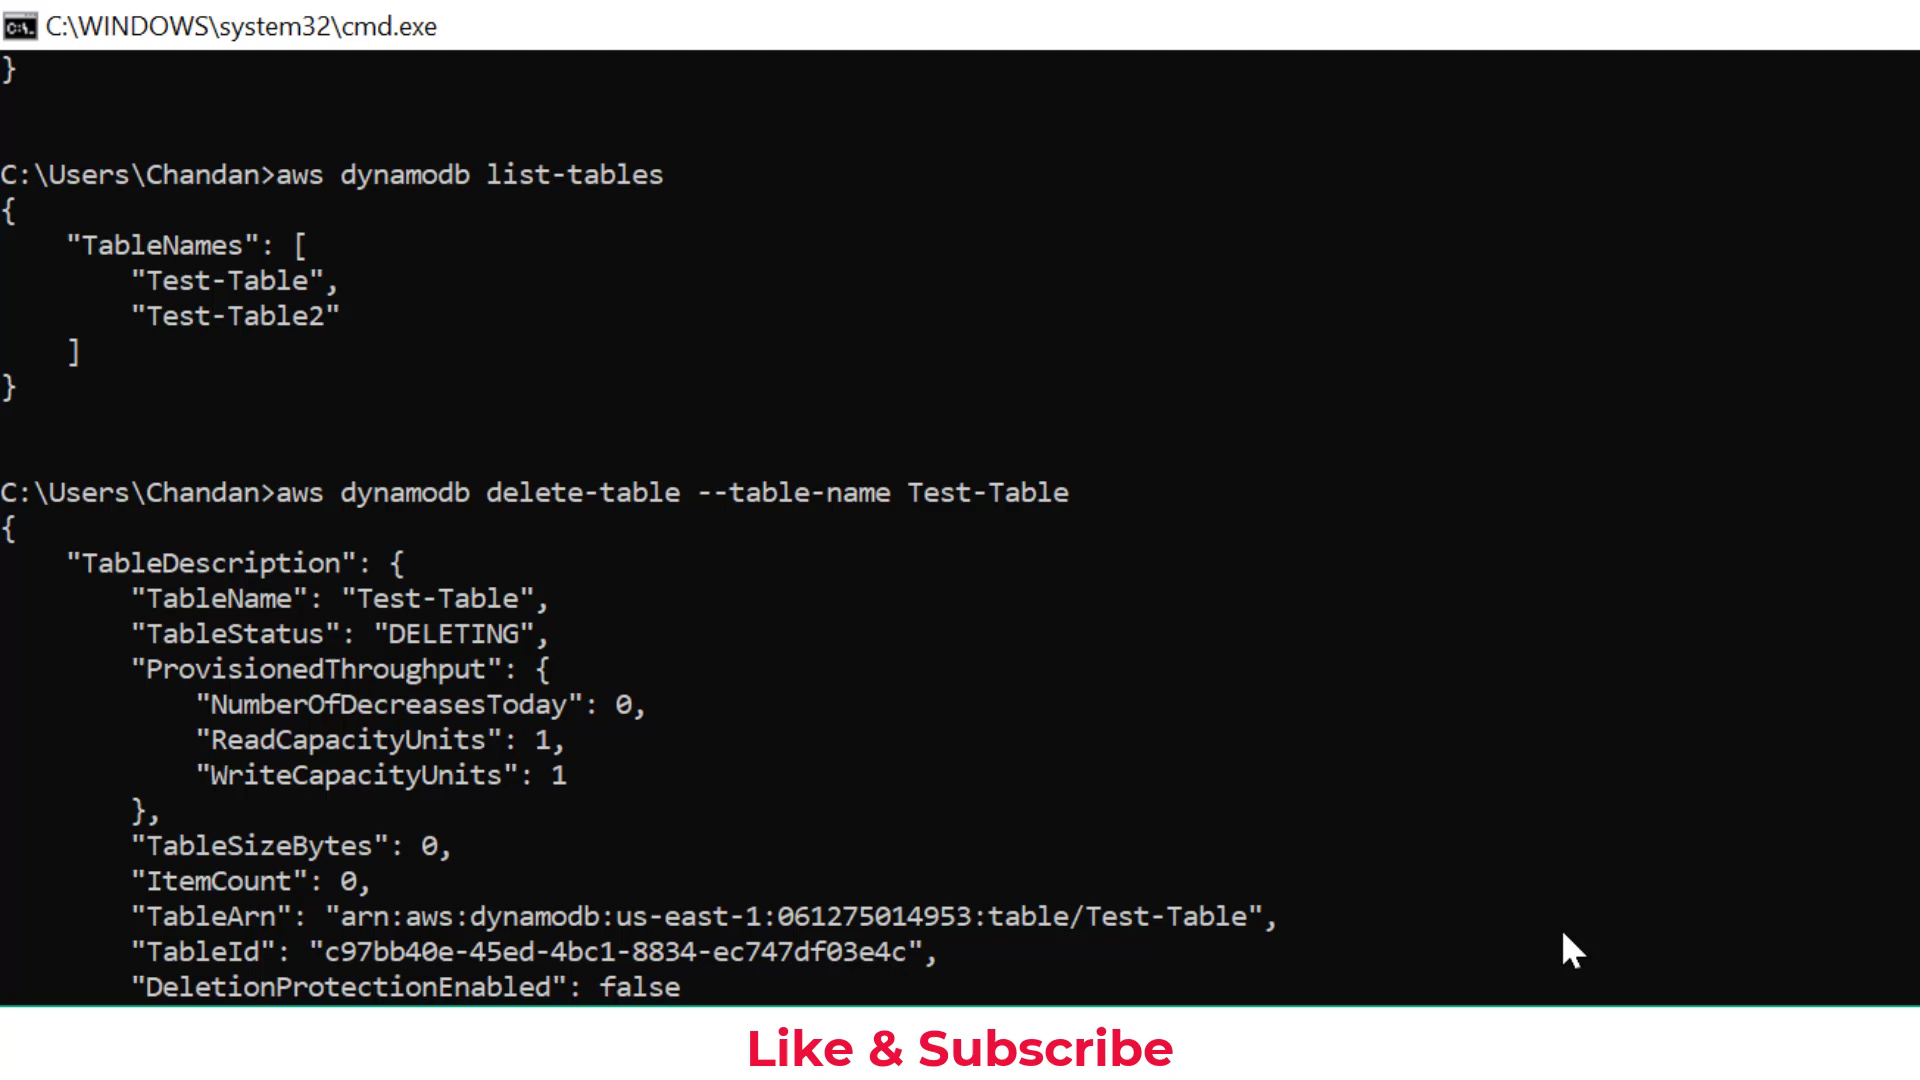 C:\WINDOWS\system32\cmd.exe
}
C:\Users\Chandan>aws dynamodb list-tables
{
    "TableNames": [
        "Test-Table",
        "Test-Table2"
    ]
}
C:\Users\Chandan>aws dynamodb delete-table --table-name Test-Table
{
    "TableDescription": {
        "TableName": "Test-Table",
        "TableStatus": "DELETING",
        "ProvisionedThroughput": {
            "NumberOfDecreasesToday": 0,
            "ReadCapacityUnits": 1,
            "WriteCapacityUnits": 1
        },
        "TableSizeBytes": 0,
        "ItemCount": 0,
        "TableArn": "arn:aws:dynamodb:us-east-1:061275014953:table/Test-Table",
        "TableId": "c97bb40e-45ed-4bc1-8834-ec747df03e4c",
        "DeletionProtectionEnabled": false
Like & Subscribe